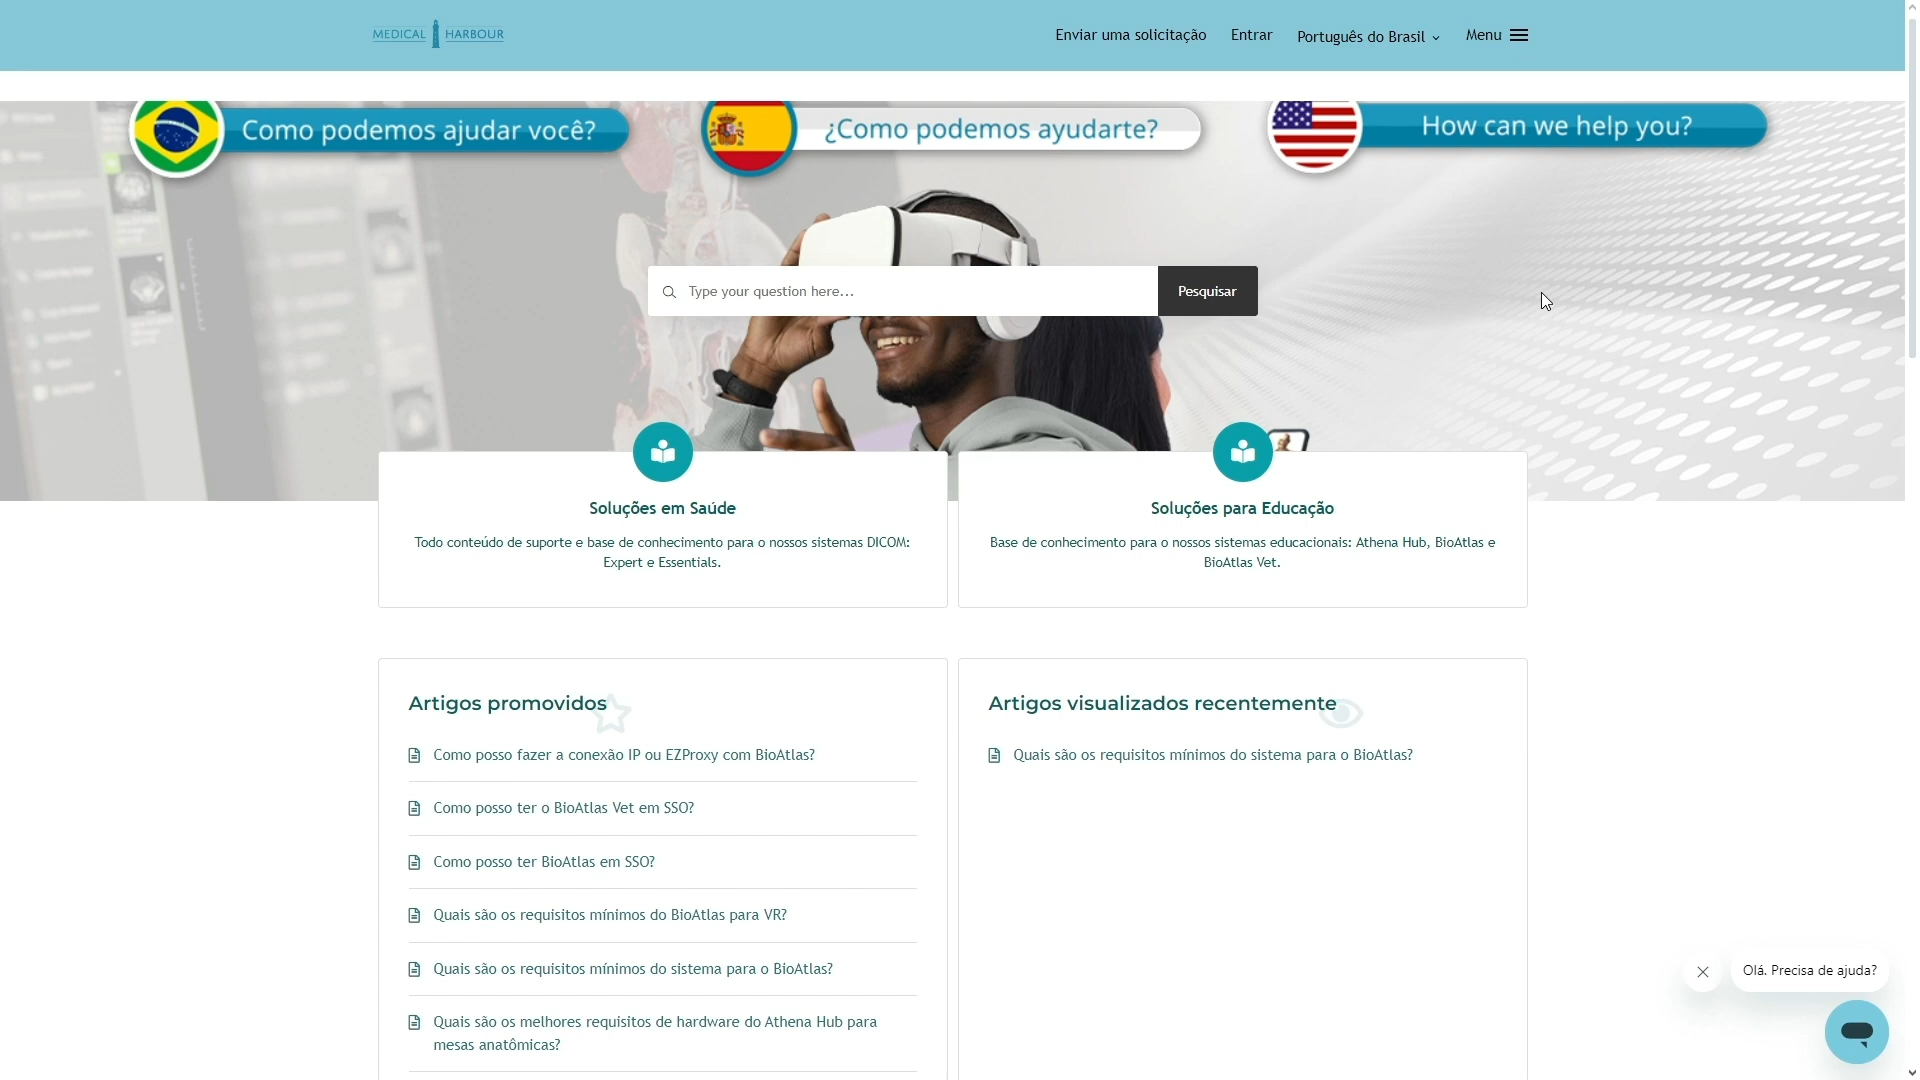 MEDICAL HARBOUR
Enviar uma solicitação
Entrar
Português do Brasil
Menu
Como podemos ajudar você?
¿Como podemos ayudarte?
How can we help you?
Type your question here...
Pesquisar
Soluções em Saúde
Todo conteúdo de suporte e base de conhecimento para o nossos sistemas DICOM:
Expert e Essentials.
Soluções para Educação
Base de conhecimento para o nossos sistemas educacionais: Athena Hub, BioAtlas e
BioAtlas Vet.
Artigos promovidos
Como posso fazer a conexão IP ou EZProxy com BioAtlas?
Como posso ter o BioAtlas Vet em SSO?
Como posso ter BioAtlas em SSO?
Quais são os requisitos mínimos do BioAtlas para VR?
Quais são os requisitos mínimos do sistema para o BioAtlas?
Quais são os melhores requisitos de hardware do Athena Hub para
mesas anatômicas?
Artigos visualizados recentemente
Quais são os requisitos mínimos do sistema para o BioAtlas?
Olá. Precisa de ajuda?